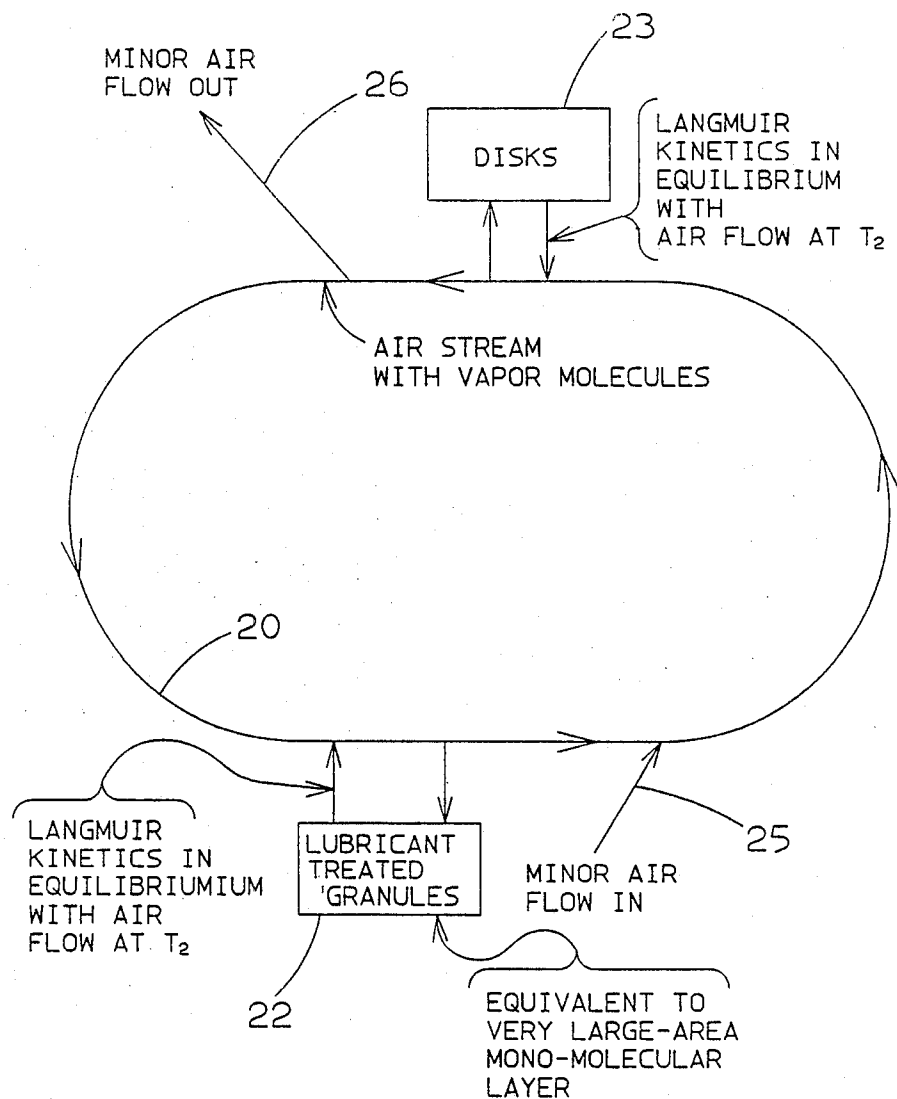 23
MINOR AIR
FLOW OUT
26
DISKS
LANGMUIR
KINETICS IN
EQUILIBRIUM
WITH
AIR FLOW AT T₂
AIR STREAM
WITH VAPOR MOLECULES
20
LANGMUIR
KINETICS IN
EQUILIBRIUMIUM
WITH AIR
FLOW AT T₂
LUBRICANT
TREATED
'GRANULES
22
MINOR AIR
FLOW IN
25
EQUIVALENT TO
VERY LARGE-AREA
MONO-MOLECULAR
LAYER